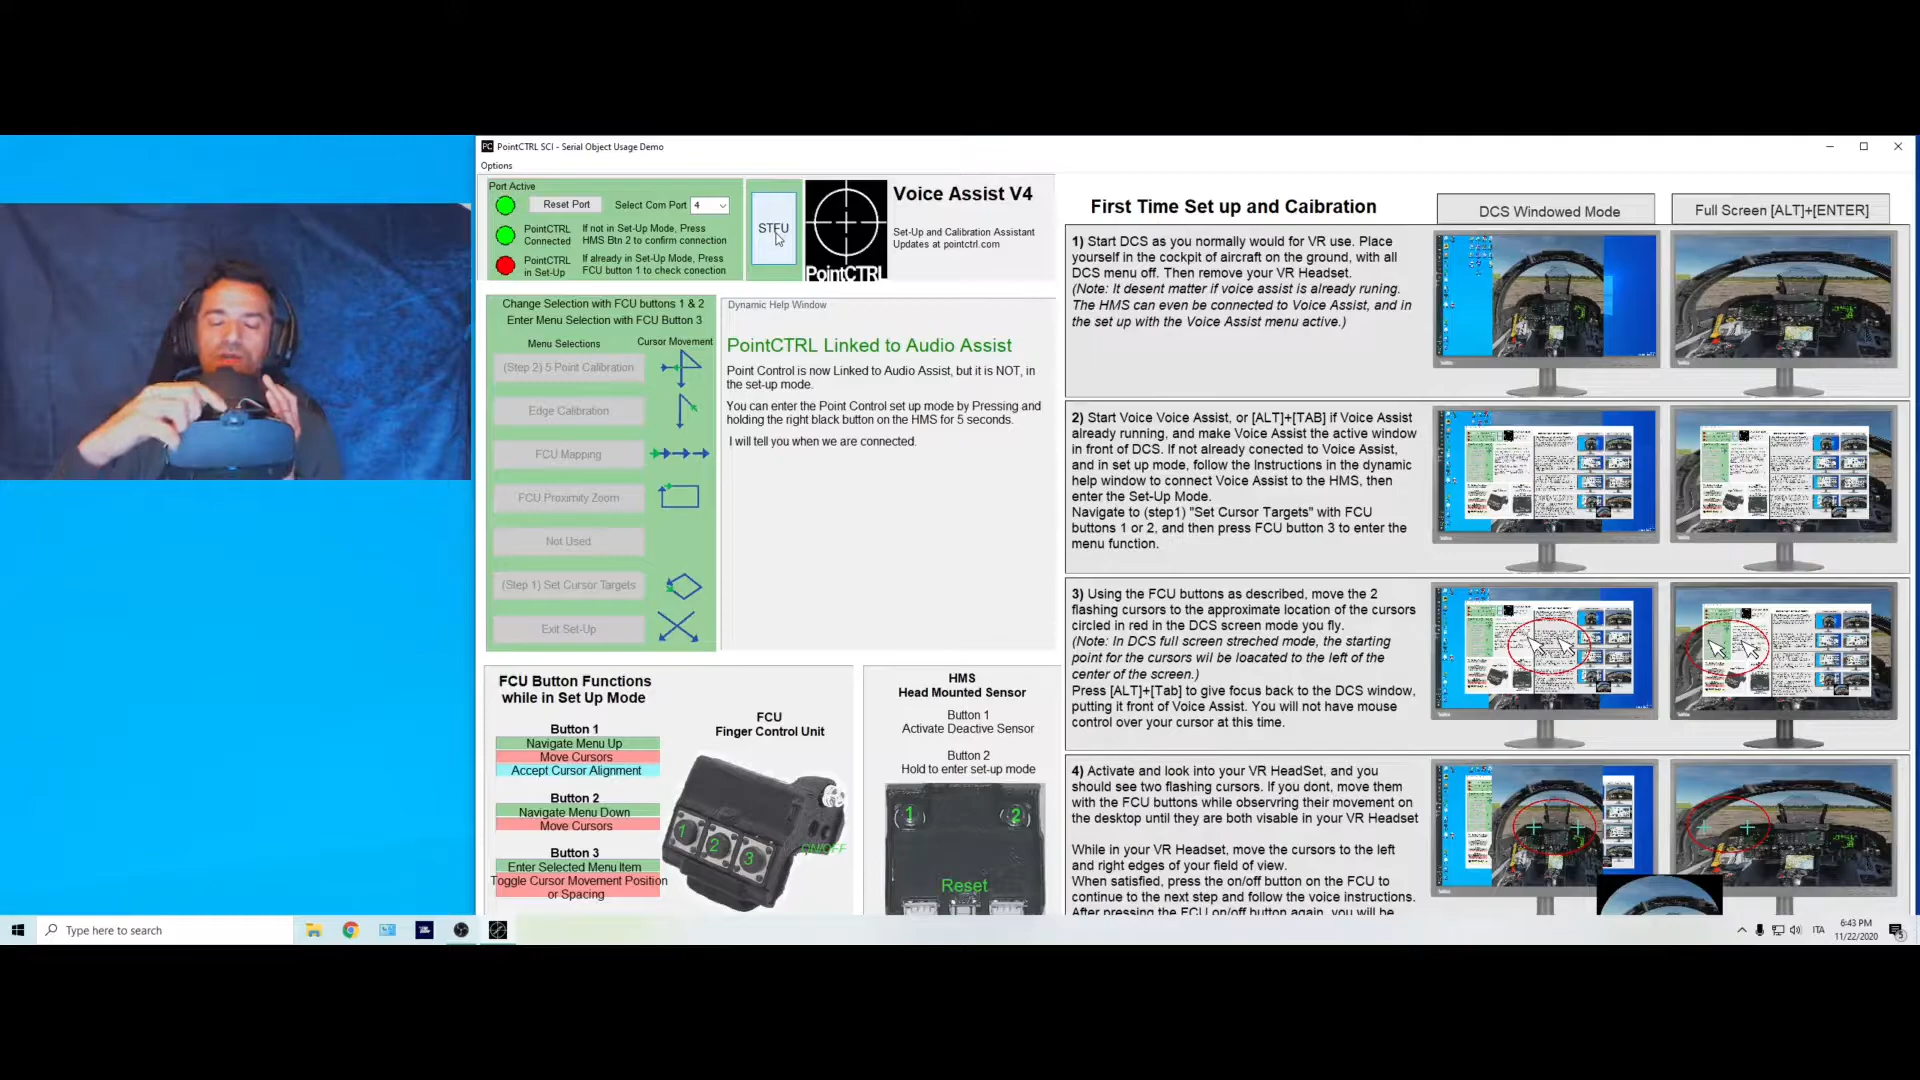 PC PointCTRL SCI - Serial Object Usage Demo
Options
Port Active
Reset Port
Select Com Port
4
PointCTRL
Connected
If not in Set-Up Mode, Press
HMS Btn 2 to confirm connection
PointCTRL
in Set-Up
If already in Set-Up Mode, Press
FCU button 1 to check conection
STFU
PointCTRL
Voice Assist V4
Set-Up and Calibration Assistant
Updates at pointctrl.com
Change Selection with FCU buttons 1 & 2
Enter Menu Selection with FCU Button 3
Menu Selections
Cursor Movement
(Step 2) 5 Point Calibration
Edge Calibration
FCU Mapping
FCU Proximity Zoom
Not Used
(Step 1) Set Cursor Targets
Exit Set-Up
Dynamic Help Window
PointCTRL Linked to Audio Assist
Point Control is now Linked to Audio Assist, but it is NOT, in
the set-up mode.
You can enter the Point Control set up mode by Pressing and
holding the right black button on the HMS for 5 seconds.
I will tell you when we are connected.
FCU Button Functions
while in Set Up Mode
Button 1
Navigate Menu Up
Move Cursors
Accept Cursor Alignment
Button 2
Navigate Menu Down
Move Cursors
Button 3
Enter Selected Menu Item
Toggle Cursor Movement Position
or Spacing
FCU
Finger Control Unit
1
2
3
ON/OFF
HMS
Head Mounted Sensor
Button 1
Activate Deactive Sensor
Button 2
Hold to enter set-up mode
1
2
Reset
First Time Set up and Caibration
DCS Windowed Mode
Full Screen [ALT]+[ENTER]
1) Start DCS as you normally would for VR use. Place
yourself in the cockpit of aircraft on the ground, with all
DCS menu off. Then remove your VR Headset.
(Note: It desent matter if voice assist is already runing.
The HMS can even be connected to Voice Assist, and in
the set up with the Voice Assist menu active.)
2) Start Voice Voice Assist, or [ALT]+[TAB] if Voice Assist
already running, and make Voice Assist the active window
in front of DCS. If not already conected to Voice Assist,
and in set up mode, follow the Instructions in the dynamic
help window to connect Voice Assist to the HMS, then
enter the Set-Up Mode.
Navigate to (step1) "Set Cursor Targets" with FCU
buttons 1 or 2, and then press FCU button 3 to enter the
menu function.
3) Using the FCU buttons as described, move the 2
flashing cursors to the approximate location of the cursors
circled in red in the DCS screen mode you fly.
(Note: In DCS full screen streched mode, the starting
point for the cursors wil be loacated to the left of the
center of the screen.)
Press [ALT]+[Tab] to give focus back to the DCS window,
putting it front of Voice Assist. You will not have mouse
control over your cursor at this time.
4) Activate and look into your VR HeadSet, and you
should see two flashing cursors. If you dont, move them
with the FCU buttons while observring their movement on
the desktop until they are both visable in your VR Headset
While in your VR Headset, move the cursors to the left
and right edges of your field of view.
When satisfied, press the on/off button on the FCU to
continue to the next step and follow the voice instructions.
After pressing the FCU on/off button again, you will be
Type here to search
ITA
6:43 PM
11/22/2020
5